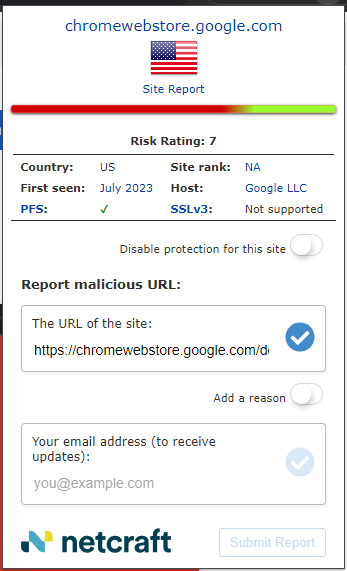 chromewebstore.google.com
Site Report
Risk Rating: 7
Country: US Site rank: NA
First seen: July 2023 Host: Google LLC
PFS: ✓ SSLv3: Not supported
Disable protection for this site
Report malicious URL:
The URL of the site:
https://chromewebstore.google.com/de
Add a reason
Your email address (to receive
updates):
you@example.com
netcraft
Submit Report